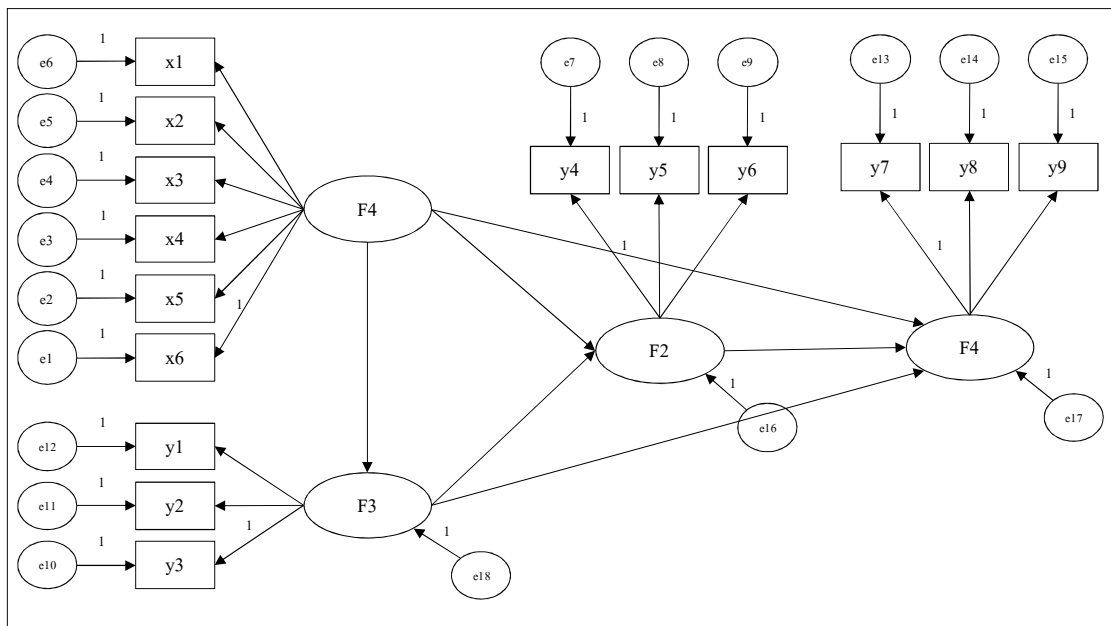 e6 1 x1
e5 1 x2
e4 1 x3
e3 1 x4
e2 1 x5
e1 1 x6
1
F4
e12 1 y1
e11 1 y2
e10 1 y3
1
F3
1
e18
e7 e8 e9
1 1 1
y4 y5 y6
1
F2
1
e16
e13 e14 e15
1 1 1
y7 y8 y9
1
F4
1
e17